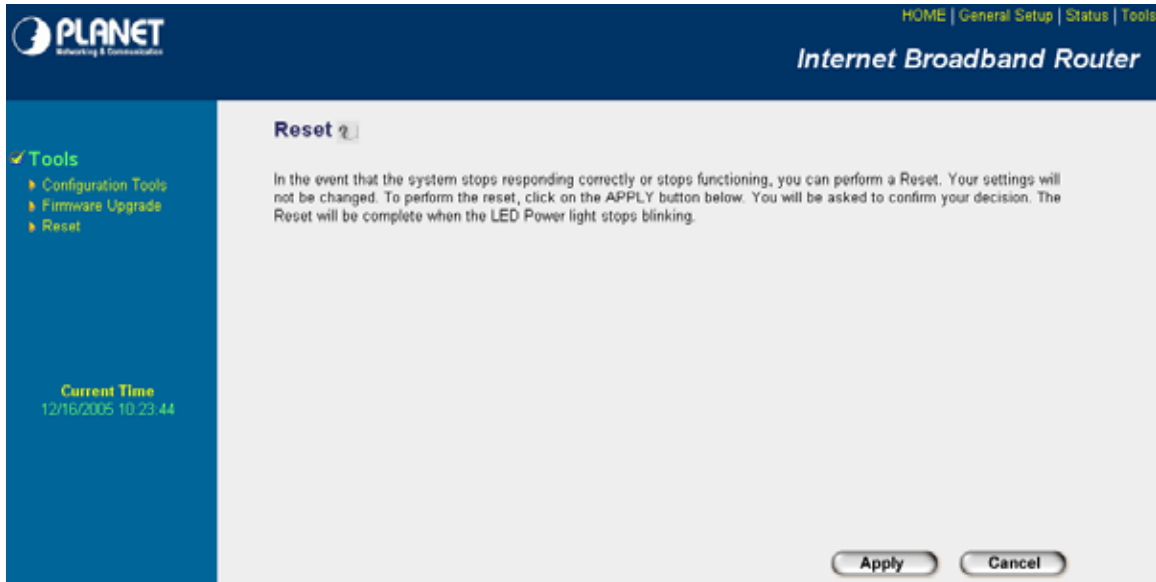 PLANET
Networking & Communication
HOME | General Setup | Status | Tools
Internet Broadband Router
Tools
Configuration Tools
Firmware Upgrade
Reset
Current Time
12/16/2005 10:23:44
Reset
In the event that the system stops responding correctly or stops functioning, you can perform a Reset. Your settings will
not be changed. To perform the reset, click on the APPLY button below. You will be asked to confirm your decision. The
Reset will be complete when the LED Power light stops blinking.
Apply
Cancel